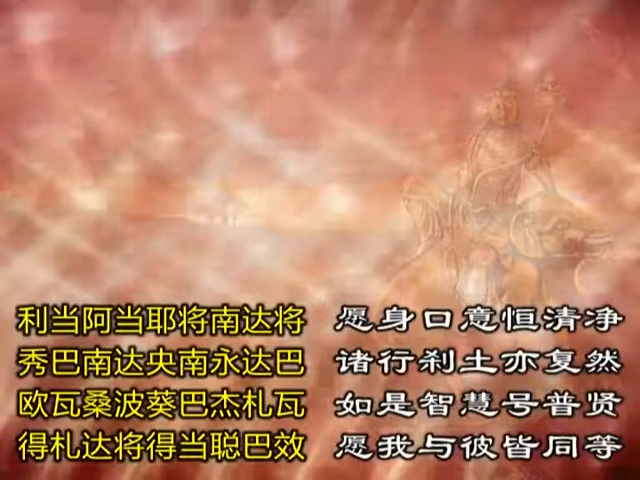 利当阿当耶将南达将 愿身口意恒清净
秀巴南达央南永达巴 诸行刹土亦复然
欧瓦桑波葵巴杰札瓦 如是智慧号普贤
得札达将得当聪巴效 愿我与彼皆同等